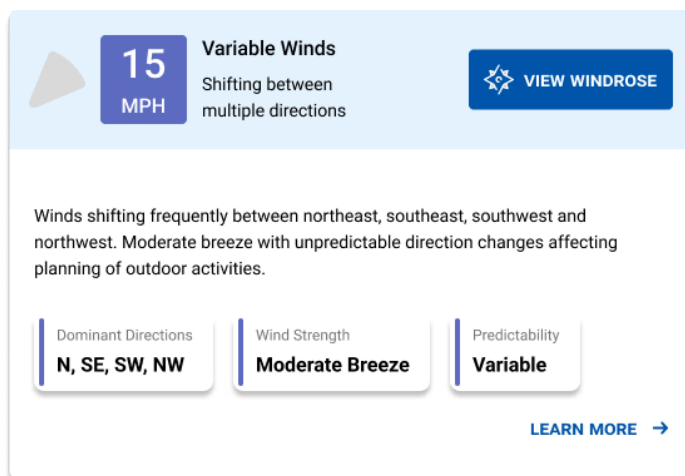 15
MPH
Variable Winds
Shifting between
multiple directions
VIEW WINDROSE
Winds shifting frequently between northeast, southeast, southwest and
northwest. Moderate breeze with unpredictable direction changes affecting
planning of outdoor activities.
Dominant Directions
N, SE, SW, NW
Wind Strength
Moderate Breeze
Predictability
Variable
LEARN MORE →